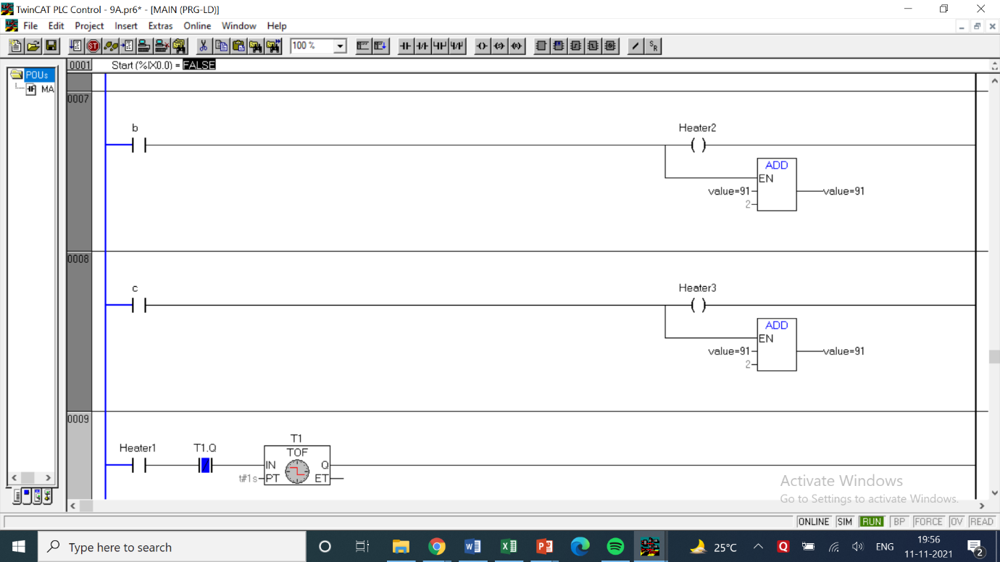 TwinCAT PLC Control - 9A.pr6* - [MAIN (PRG-LD)]
File Edit Project Insert Extras Online Window Help
100 %
POUs
MA
0001 Start (%IX0.0) = FALSE
0007
b Heater2
ADD
EN
value=91 value=91
2
0008
c Heater3
ADD
EN
value=91 value=91
2
0009
T1
Heater1 T1.Q TOF
IN Q
t#1s PT ET
Activate Windows
Go to Settings to activate Windows.
ONLINE SIM RUN BP FORCE OV READ
Type here to search
25°C ENG 19:56
11-11-2021
2